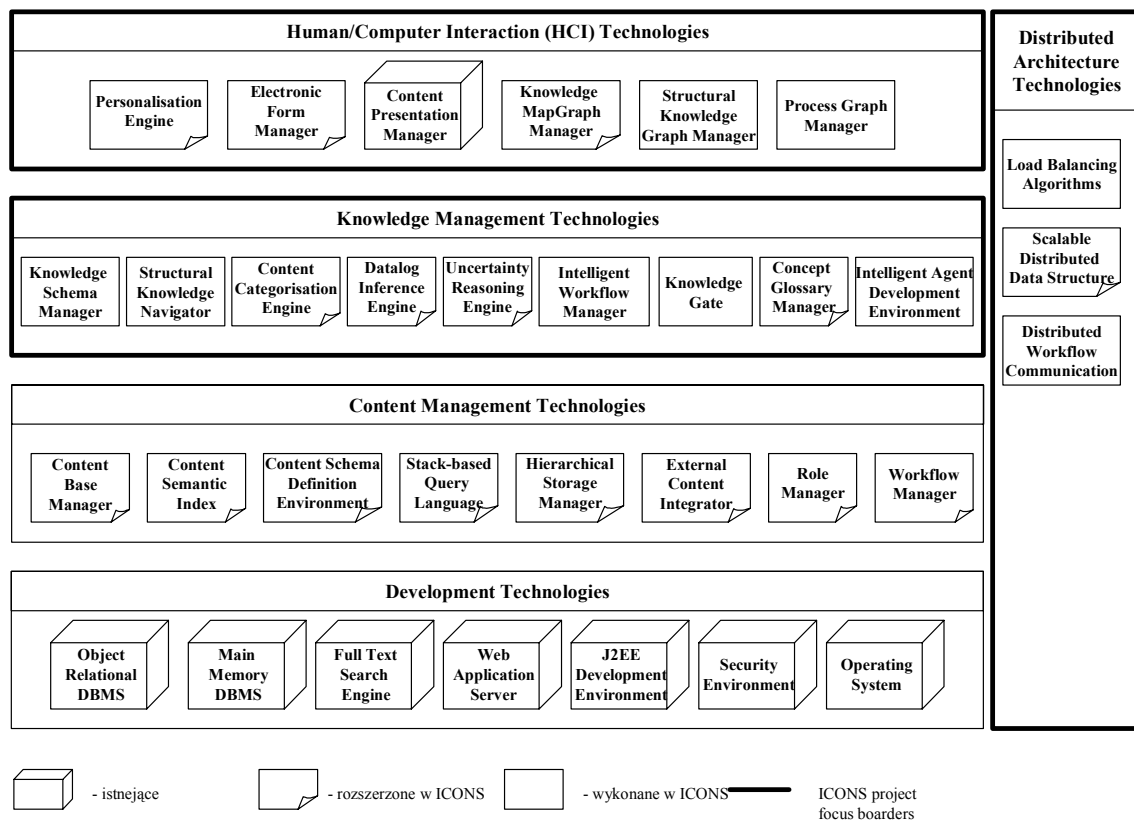 Human/Computer Interaction (HCI) Technologies
Personalisation
Engine
Electronic
Form
Manager
Content
Presentation
Manager
Knowledge
MapGraph
Manager
Structural
Knowledge
Graph Manager
Process Graph
Manager
Knowledge Management Technologies
Knowledge
Schema
Manager
Structural
Knowledge
Navigator
Content
Categorisation
Engine
Datalog
Inference
Engine
Uncertainty
Reasoning
Engine
Intelligent
Workflow
Manager
Knowledge
Gate
Concept
Glossary
Manager
Intelligent Agent
Development
Environment
Content Management Technologies
Content
Base
Manager
Content
Semantic
Index
Content Schema
Definition
Environment
Stack-based
Query
Language
Hierarchical
Storage
Manager
External
Content
Integrator
Role
Manager
Workflow
Manager
Development Technologies
Object
Relational
DBMS
Main
Memory
DBMS
Full Text
Search
Engine
Web
Application
Server
J2EE
Development
Environment
Security
Environment
Operating
System
Distributed
Architecture
Technologies
Load Balancing
Algorithms
Scalable
Distributed
Data Structure
Distributed
Workflow
Communication
- istnejące
- rozszerzone w ICONS
- wykonane w ICONS
ICONS project
focus boarders